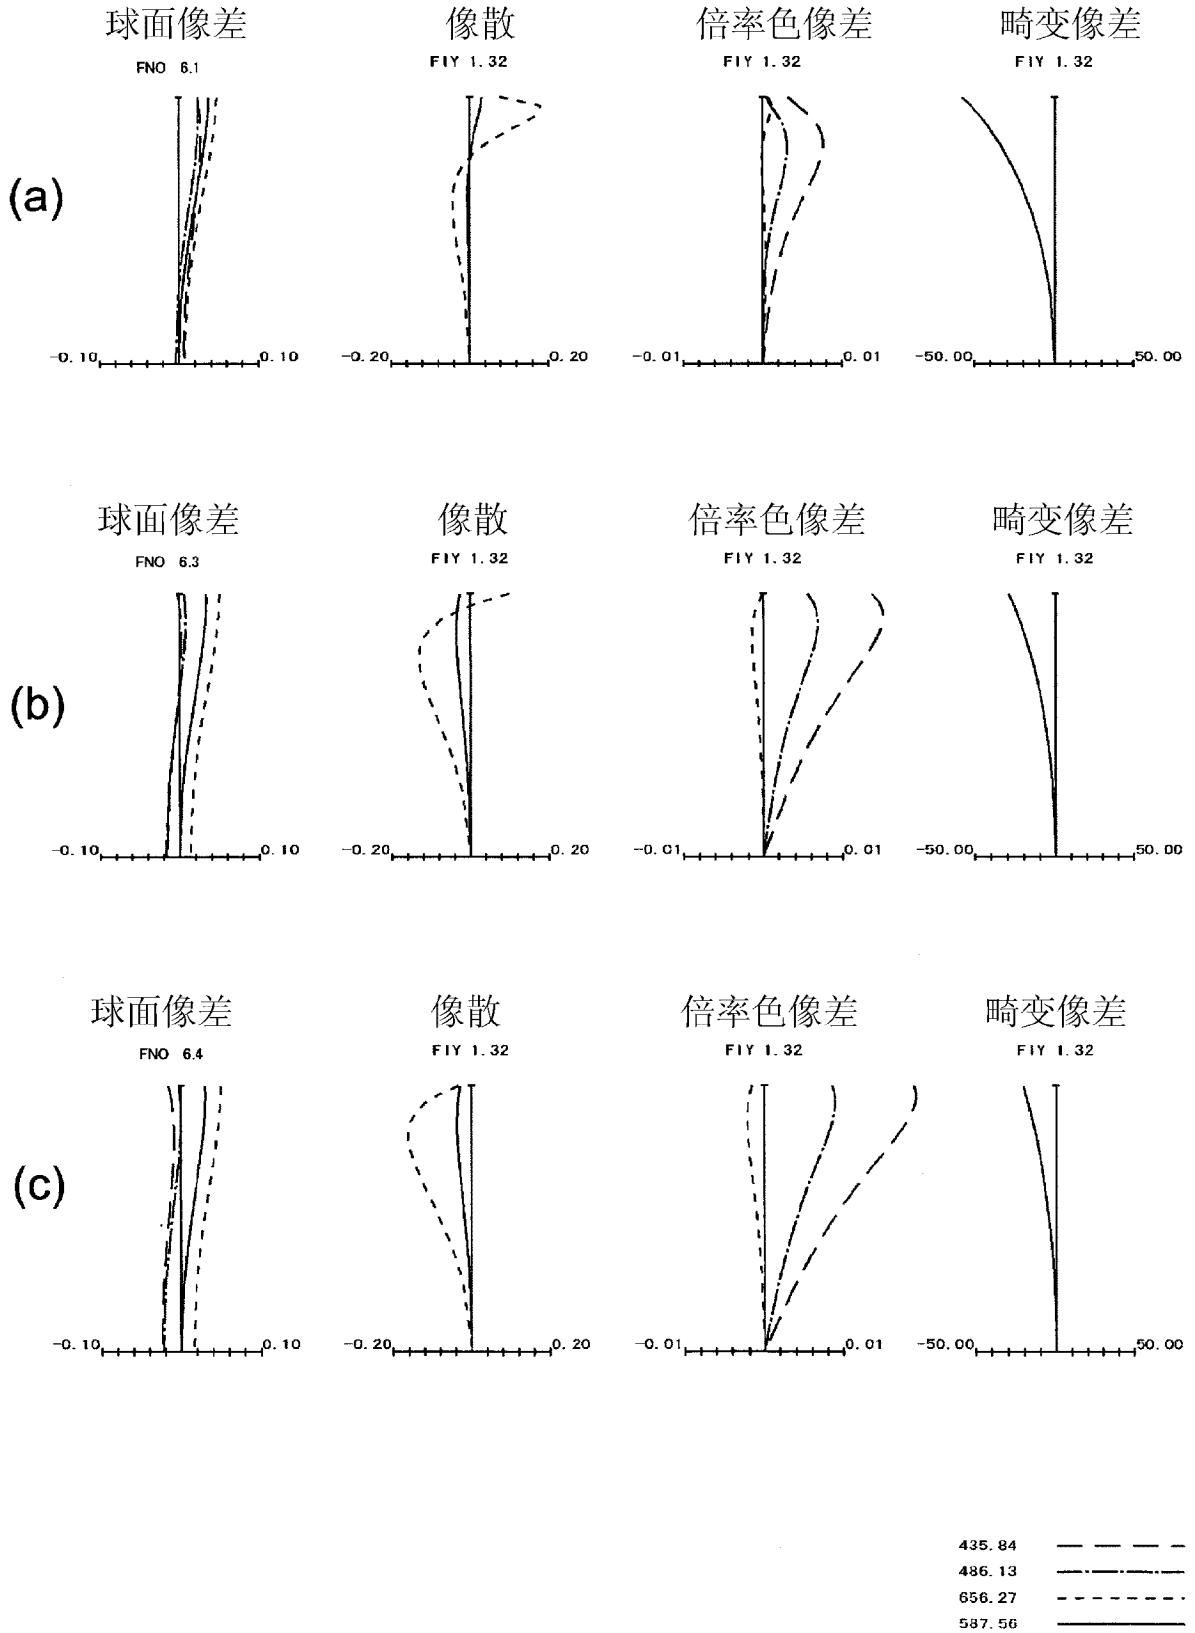 球面像差 像散 倍率色像差 畸变像差
FNO 6.1 FIY 1.32 FIY 1.32 FIY 1.32
(a)
-0.10 0.10 -0.20 0.20 -0.01 0.01 -50.00 50.00
球面像差 像散 倍率色像差 畸变像差
FNO 6.3 FIY 1.32 FIY 1.32 FIY 1.32
(b)
-0.10 0.10 -0.20 0.20 -0.01 0.01 -50.00 50.00
球面像差 像散 倍率色像差 畸变像差
FNO 6.4 FIY 1.32 FIY 1.32 FIY 1.32
(c)
-0.10 0.10 -0.20 0.20 -0.01 0.01 -50.00 50.00
435.84
486.13
656.27
587.56